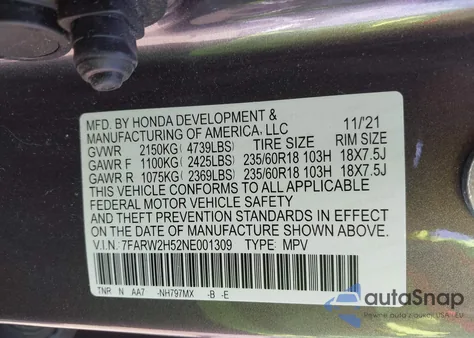 MFD. BY HONDA DEVELOPMENT &
MANUFACTURING OF AMERICA, LLC 11/21
GVWR 2150KG( 4739LBS) TIRE SIZE RIM SIZE
GAWR F 1100KG( 2425LBS) 235/60R18 103H 18X7.5J
GAWR R 1075KG( 2369LBS) 235/60R18 103H 18X7.5J
THIS VEHICLE CONFORMS TO ALL APPLICABLE
FEDERAL MOTOR VEHICLE SAFETY
AND THEFT PREVENTION STANDARDS IN EFFECT
ON THE DATE OF MANUFACTURE SHOWN ABOVE.
V.I.N.:7FARW2H52NE001309 TYPE: MPV
TNR N AA7 -NH797MX -B -E
autoSnap